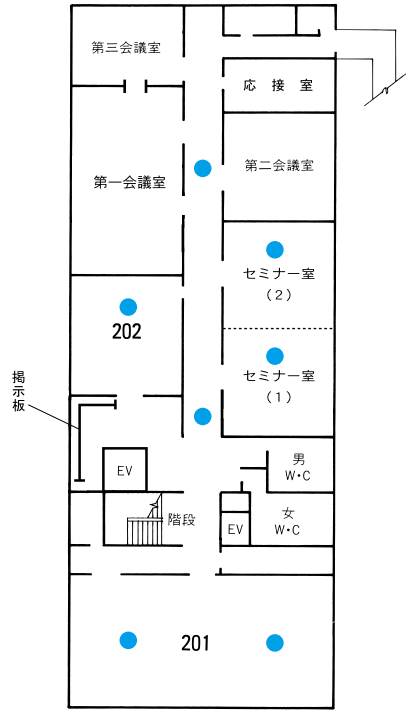 第三会議室
応接室
第二会議室
第一会議室
セミナー室
(2)
202
セミナー室
(1)
掲示板
EV
男
W・C
階段
女
W・C
EV
201